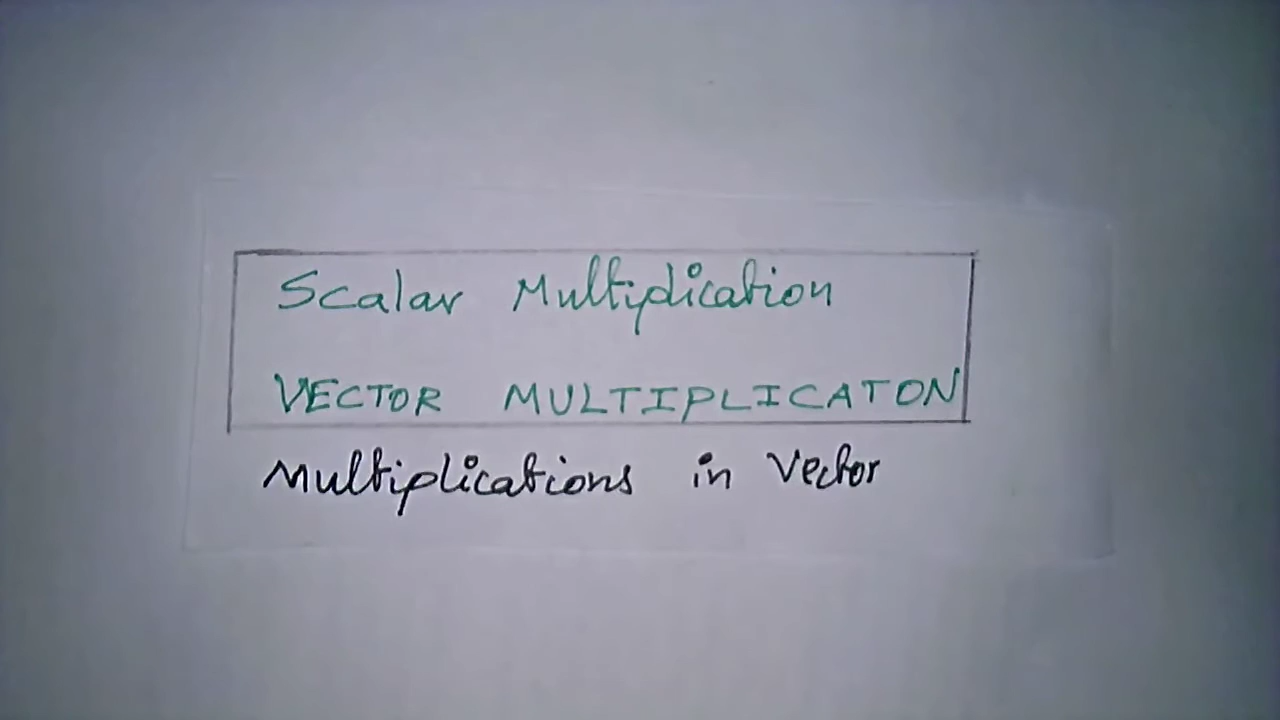 Scalar Multiplication
VECTOR MULTIPLICATON
Multiplications in Vector